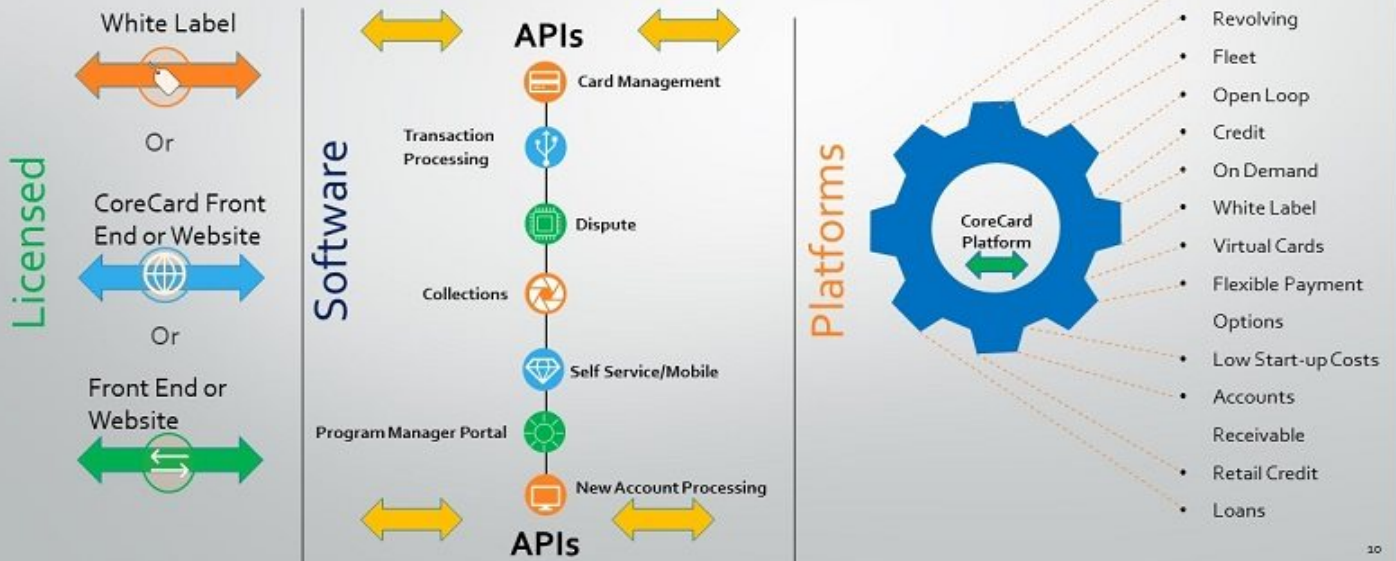 Licensed
White Label
Or
CoreCard Front
End or Website
Or
Front End or
Website
Software
APIs
Card Management
Transaction
Processing
Dispute
Collections
Self Service/Mobile
Program Manager Portal
New Account Processing
APIs
Platforms
CoreCard
Platform
• Revolving
• Fleet
• Open Loop
• Credit
• On Demand
• White Label
• Virtual Cards
• Flexible Payment
Options
• Low Start-up Costs
• Accounts
Receivable
• Retail Credit
• Loans
10